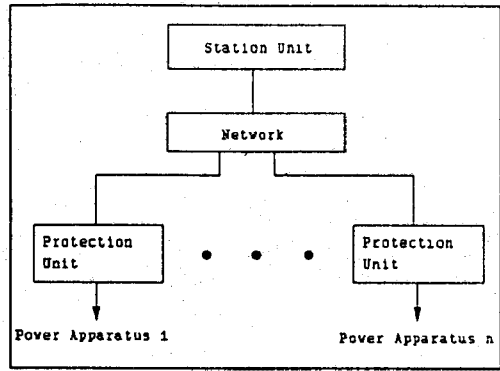 Station Unit
Network
Protection
Unit
Protection
Unit
Power Apparatus 1
Power Apparatus n